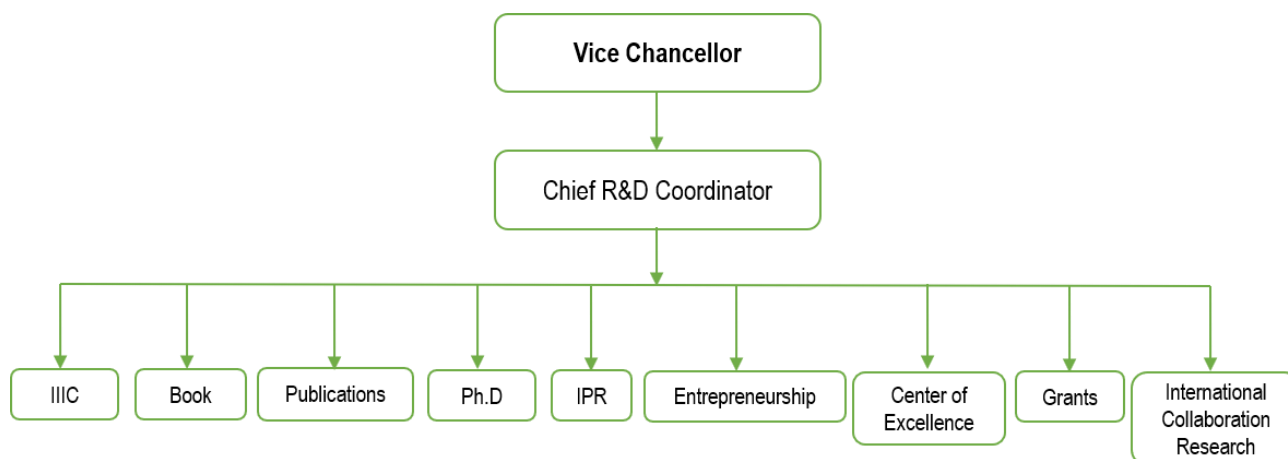 Vice Chancellor
Chief R&D Coordinator
IIIC
Book
Publications
Ph.D
IPR
Entrepreneurship
Center of
Excellence
Grants
International
Collaboration
Research